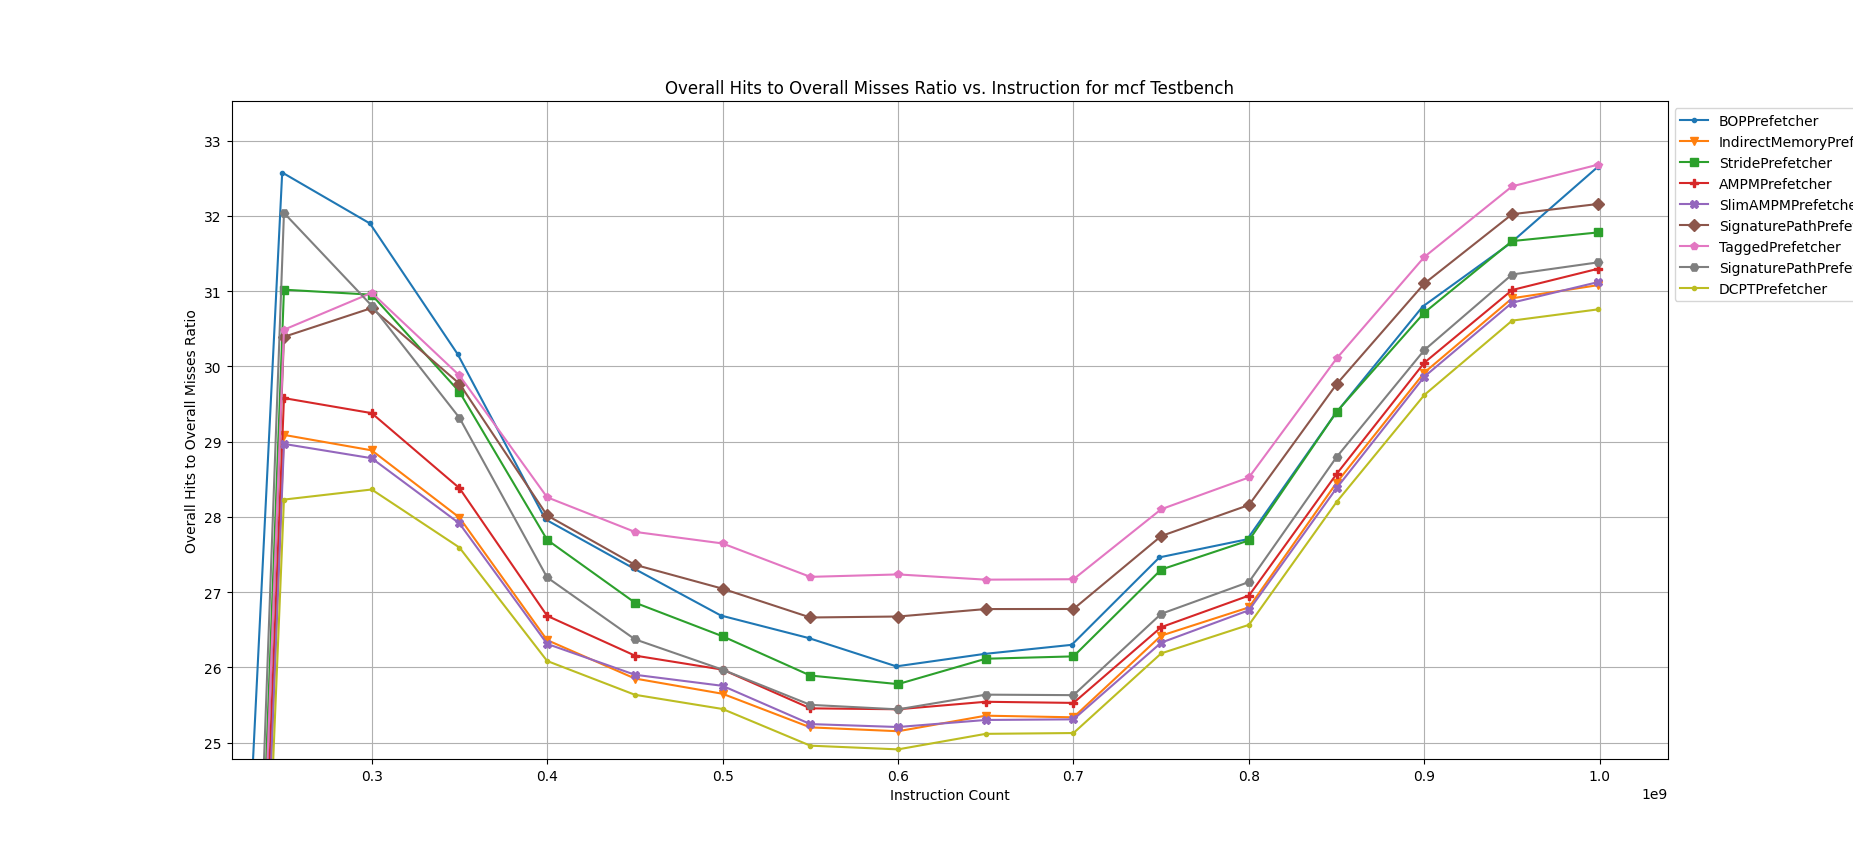 Overall Hits to Overall Misses Ratio vs. Instruction for mcf Testbench
Overall Hits to Overall Misses Ratio
33
32
31
30
29
28
27
26
25
0.3
0.4
0.5
0.6
0.7
0.8
0.9
1.0
1e9
Instruction Count
BOPPrefetcher
IndirectMemoryPref
StridePrefetcher
AMPMPrefetcher
SlimAMPMPrefetche
SignaturePathPrefe
TaggedPrefetcher
SignaturePathPrefe
DCPTPrefetcher